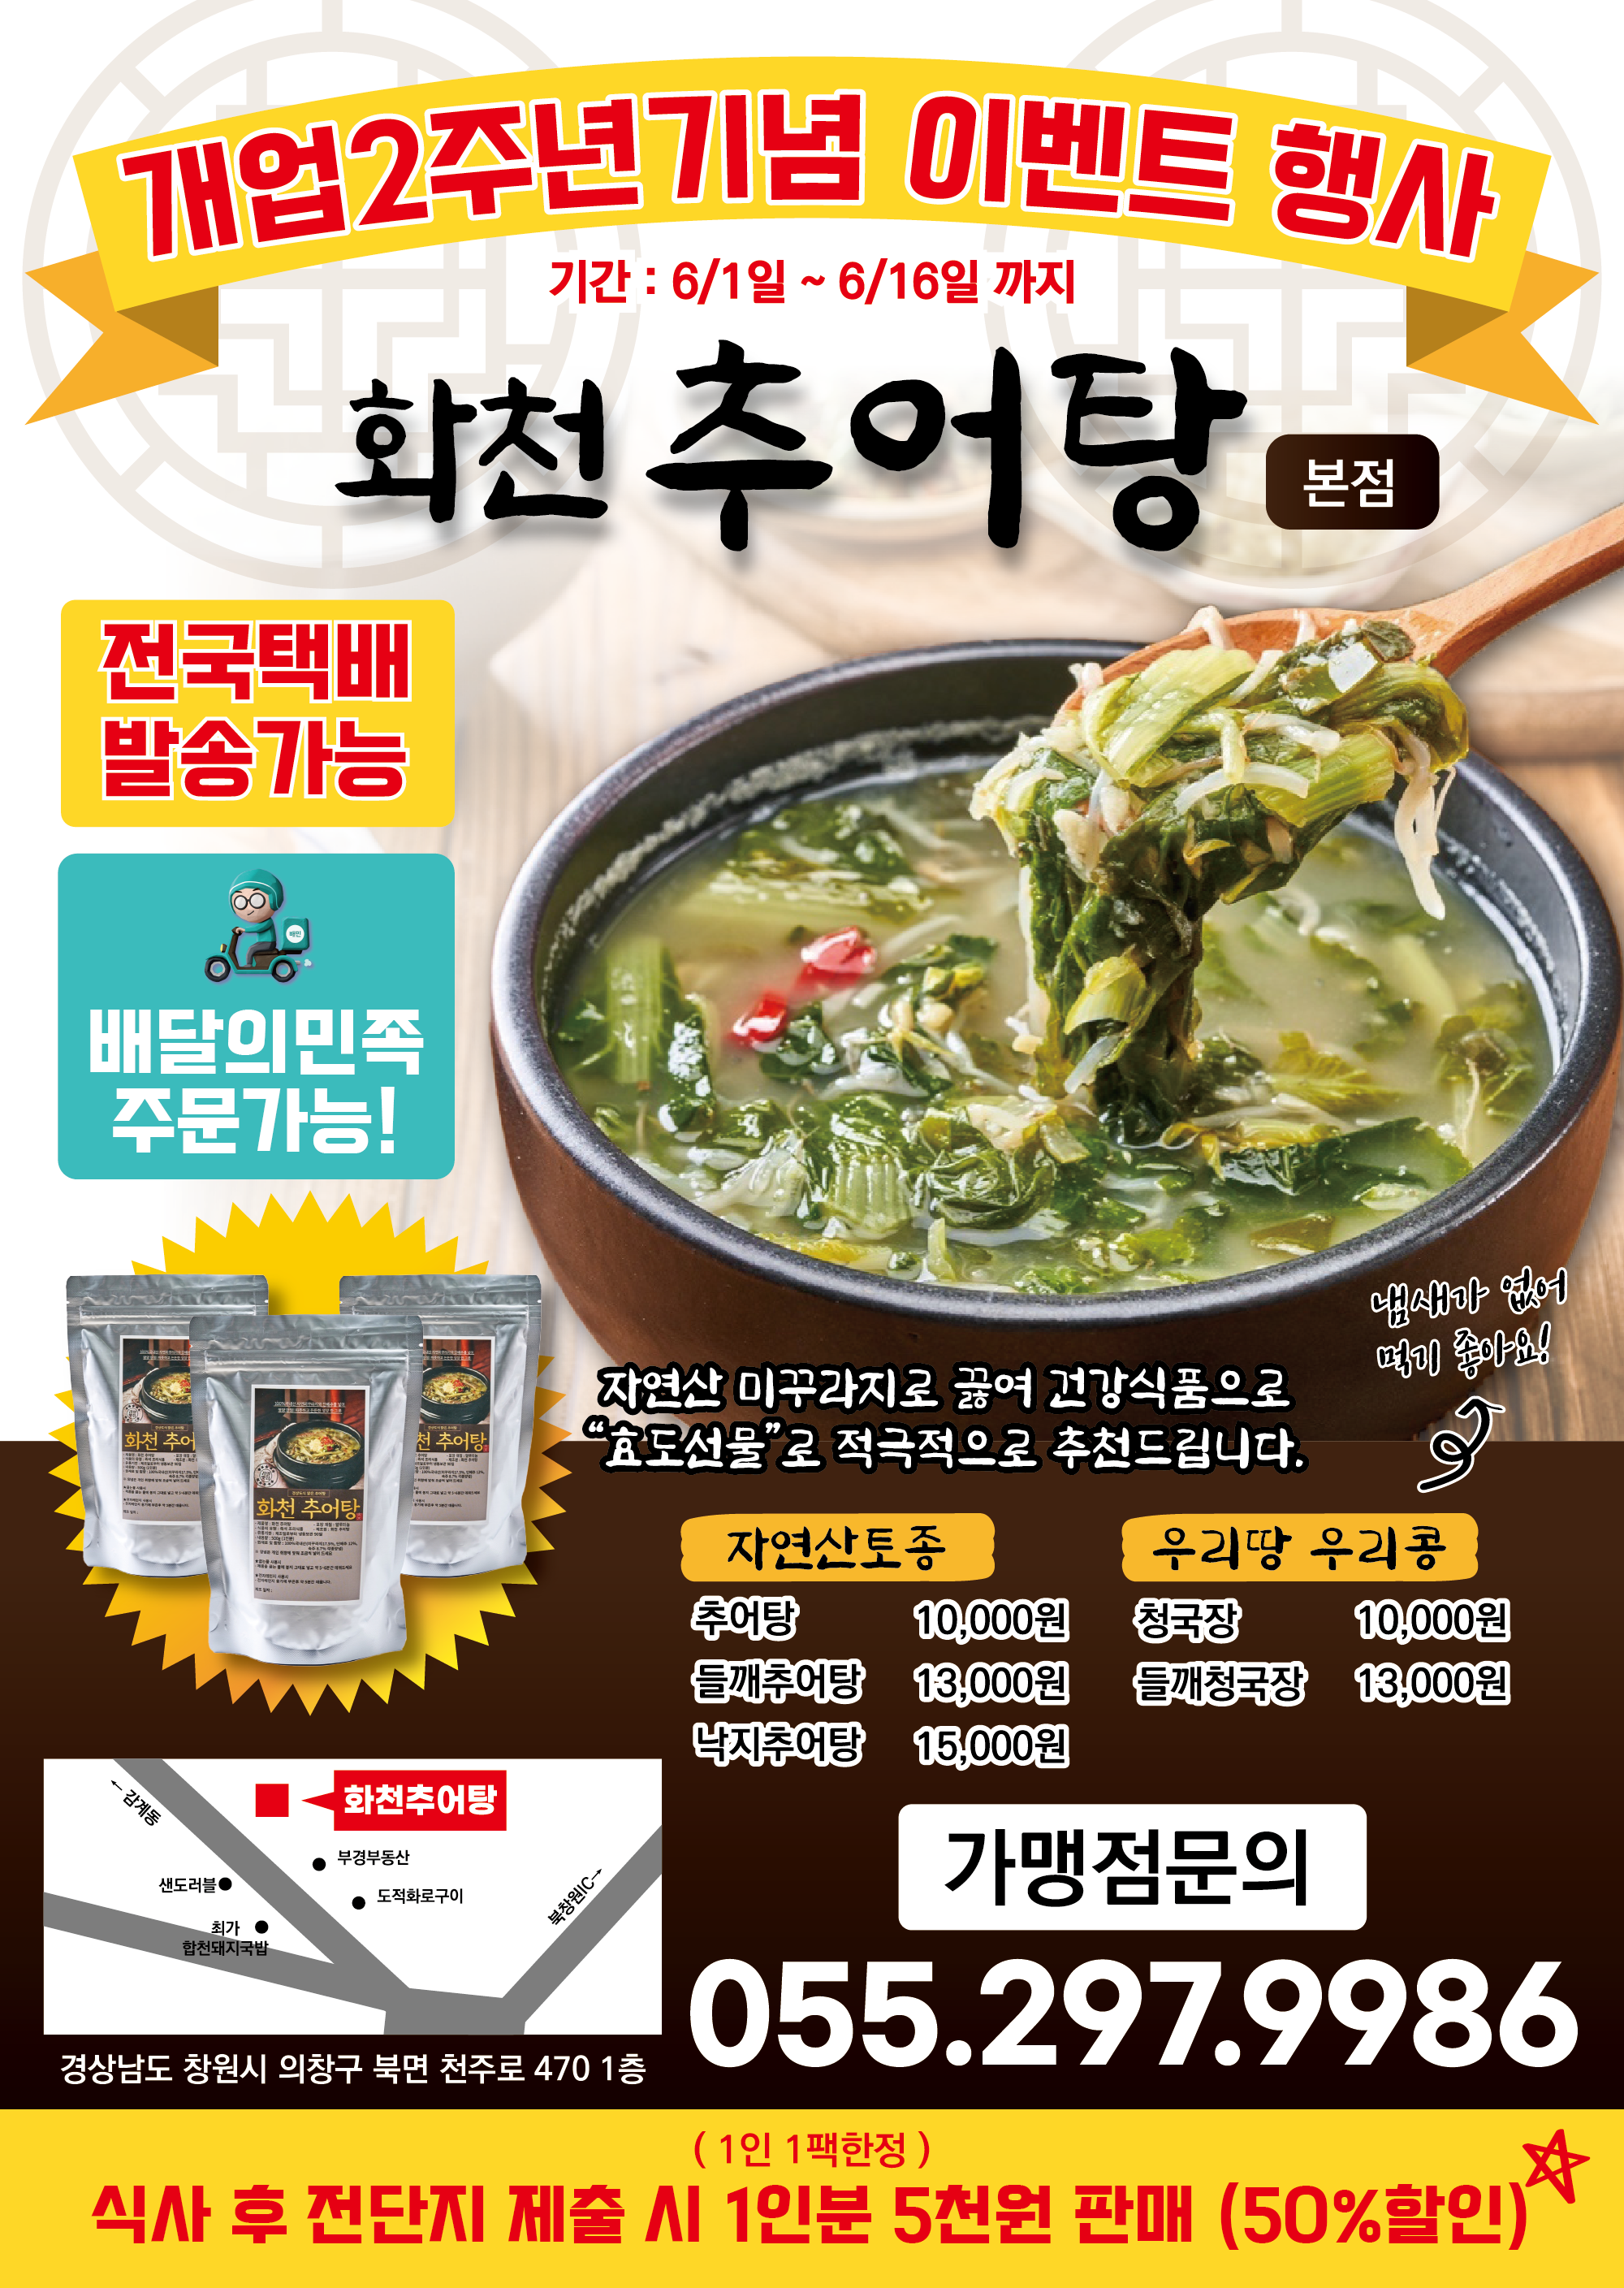 개업2주년기념 이벤트 행사
기간 : 6/1일 ~ 6/16일 까지
화천 추어탕
본점
전국택배
발송가능
배민
배달의민족
주문가능!
화천 추어탕
냄새가 없어
먹기 좋아요!
자연산 미꾸라지로 끓여 건강식품으로
“효도선물”로 적극적으로 추천드립니다.
자연산토종
추어탕 10,000원
들깨추어탕 13,000원
낙지추어탕 15,000원
우리땅 우리콩
청국장 10,000원
들깨청국장 13,000원
← 감계동
화천추어탕
부경부동산
샌도러블
도적화로구이
최가
합천돼지국밥
북창원IC→
경상남도 창원시 의창구 북면 천주로 470 1층
가맹점문의
055.297.9986
( 1인 1팩한정 )
식사 후 전단지 제출 시 1인분 5천원 판매 (50%할인)